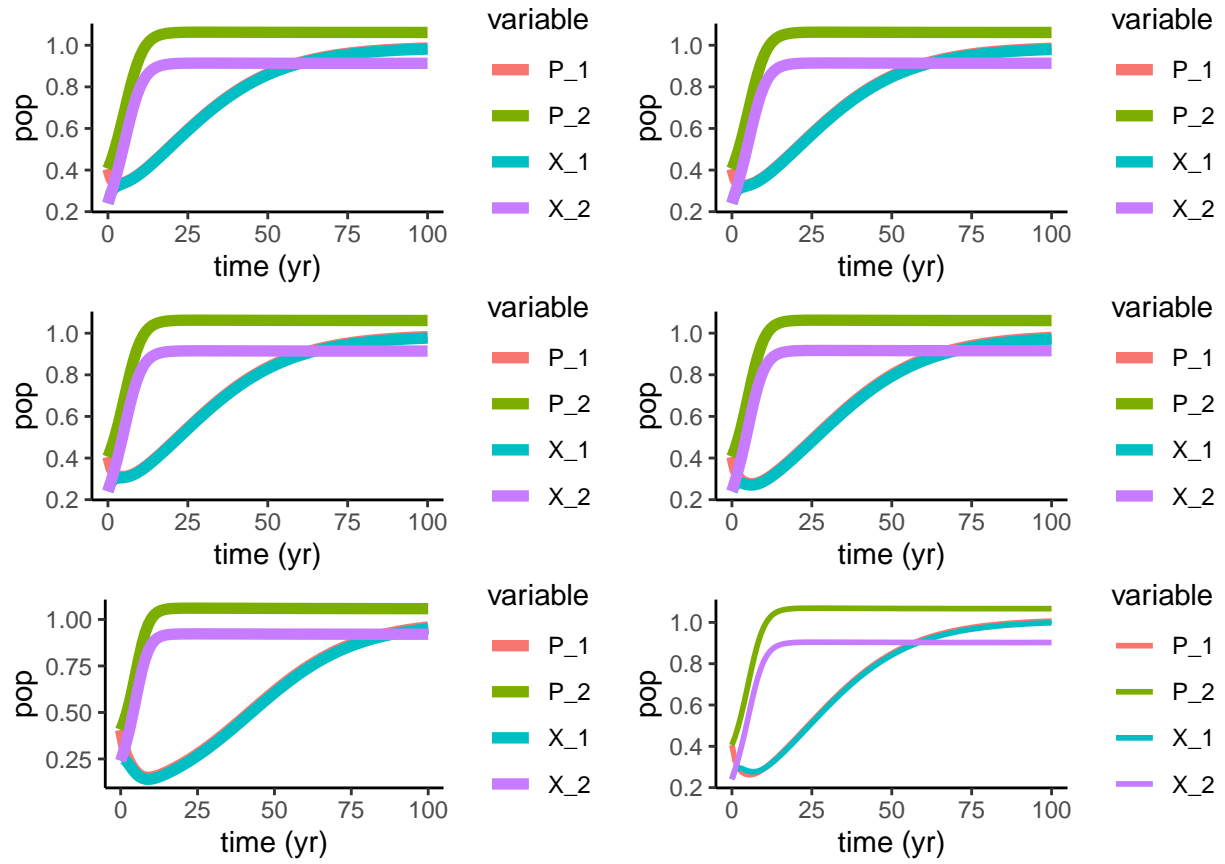 variable
1.0
0.8
0.6
0.4
0.2
pop
0 25 50 75 100
time (yr)
P_1
P_2
X_1
X_2
variable
1.0
0.8
0.6
0.4
0.2
pop
0 25 50 75 100
time (yr)
P_1
P_2
X_1
X_2
variable
1.0
0.8
0.6
0.4
0.2
pop
0 25 50 75 100
time (yr)
P_1
P_2
X_1
X_2
variable
1.0
0.8
0.6
0.4
0.2
pop
0 25 50 75 100
time (yr)
P_1
P_2
X_1
X_2
variable
1.00
0.75
0.50
0.25
pop
0 25 50 75 100
time (yr)
P_1
P_2
X_1
X_2
variable
1.0
0.8
0.6
0.4
0.2
pop
0 25 50 75 100
time (yr)
P_1
P_2
X_1
X_2